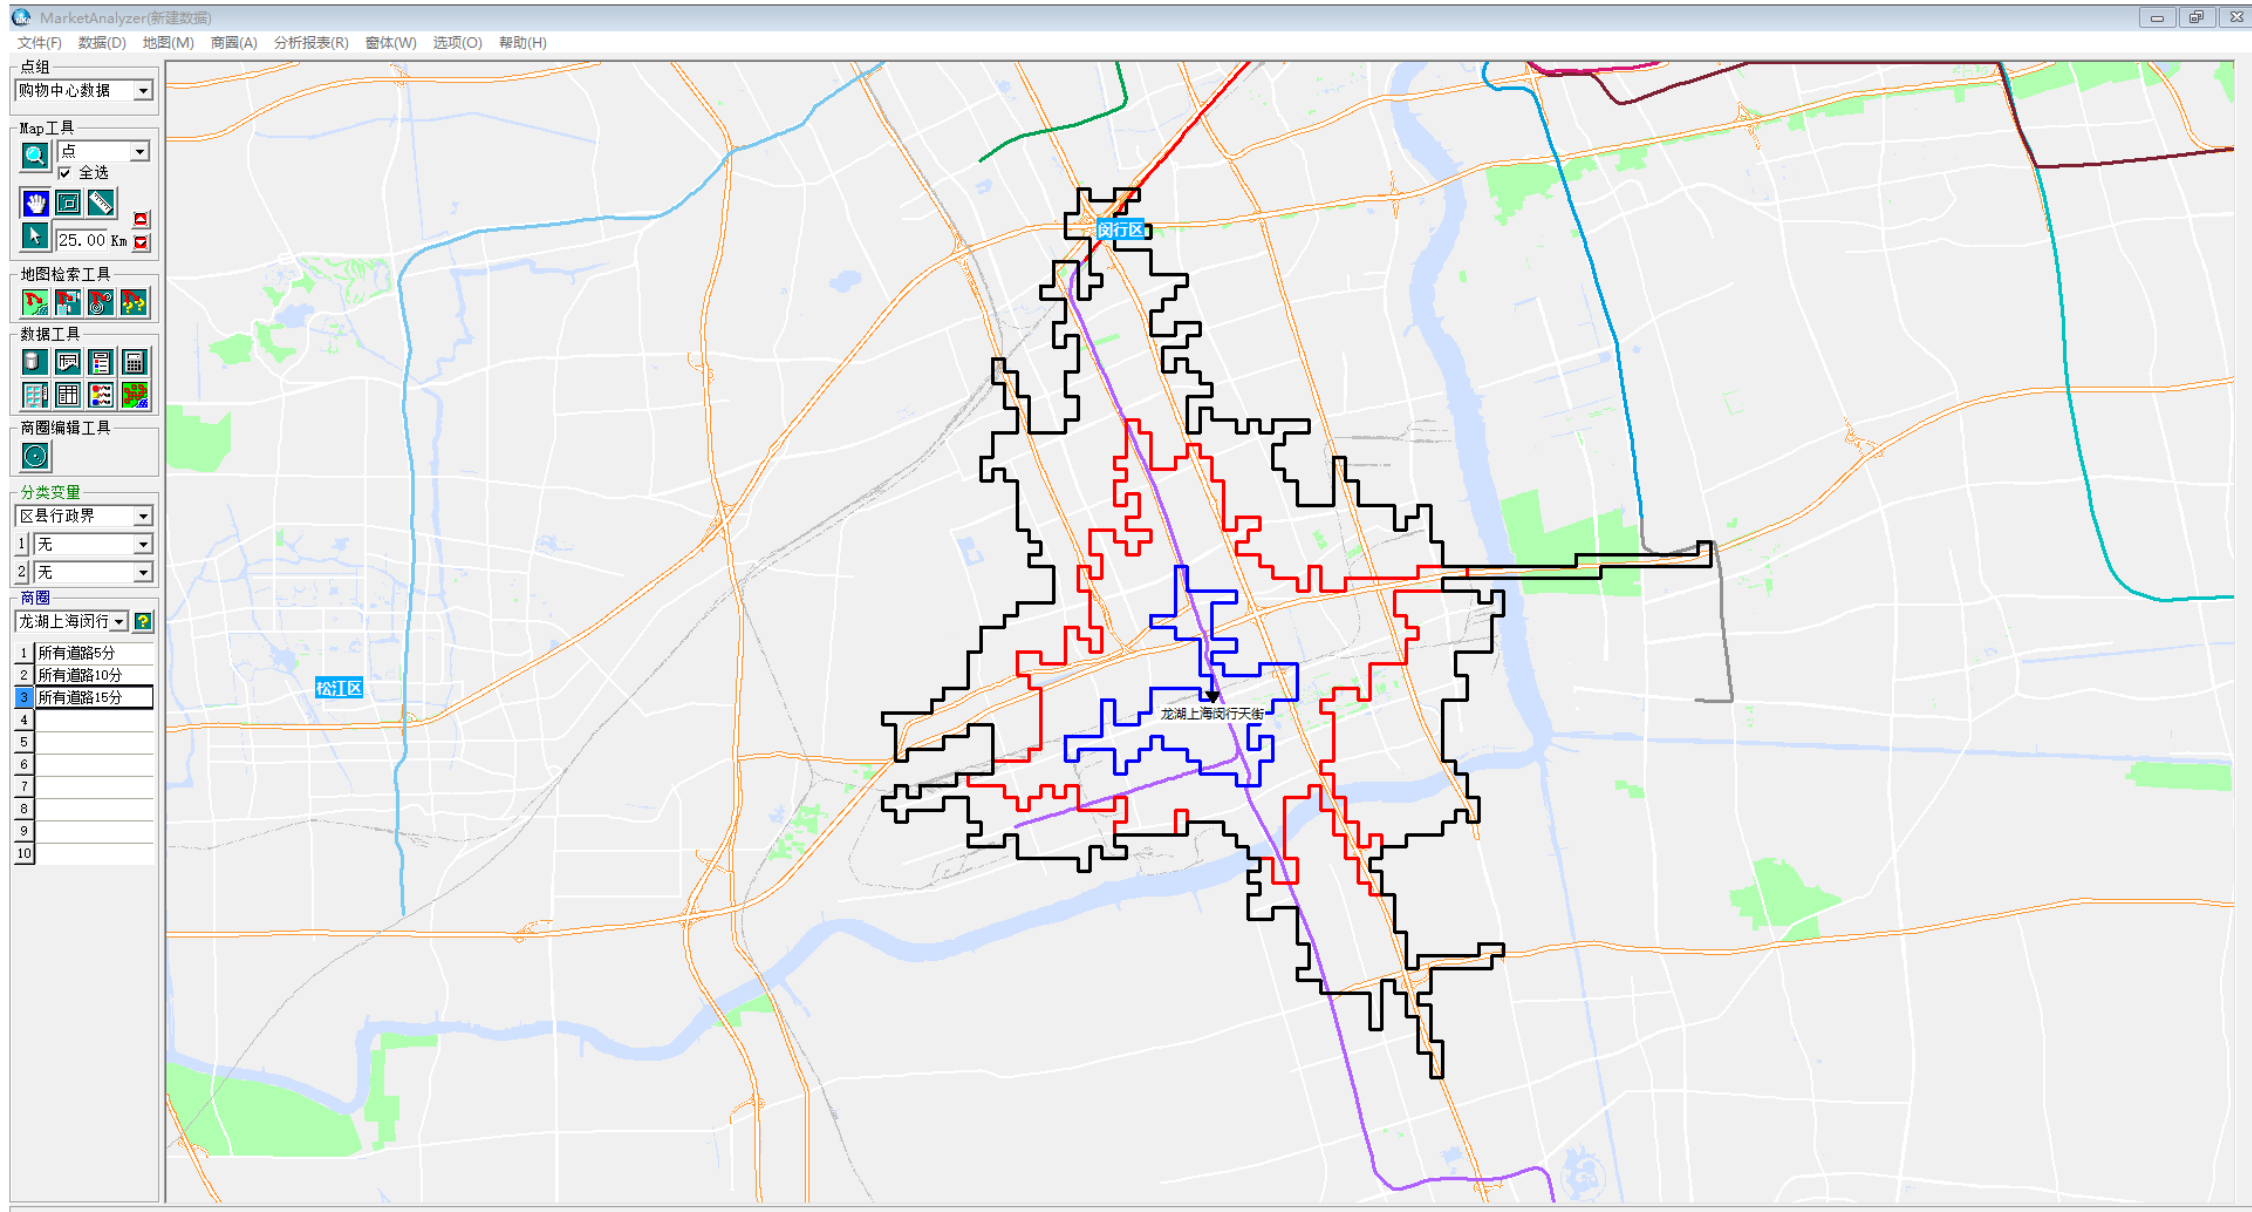 MarketAnalyzer(新建数据)
文件(F) 数据(D) 地图(M) 商圈(A) 分析报表(R) 窗体(W) 选项(O) 帮助(H)
点组
购物中心数据
Map工具
点
全选
25.00 Km
地图检索工具
数据工具
商圈编辑工具
分类变量
区县行政界
1 无
2 无
商圈
龙湖上海闵行
1 所有道路5分
2 所有道路10分
3 所有道路15分
4
5
6
7
8
9
10
闵行区
松江区
龙湖上海闵行天街